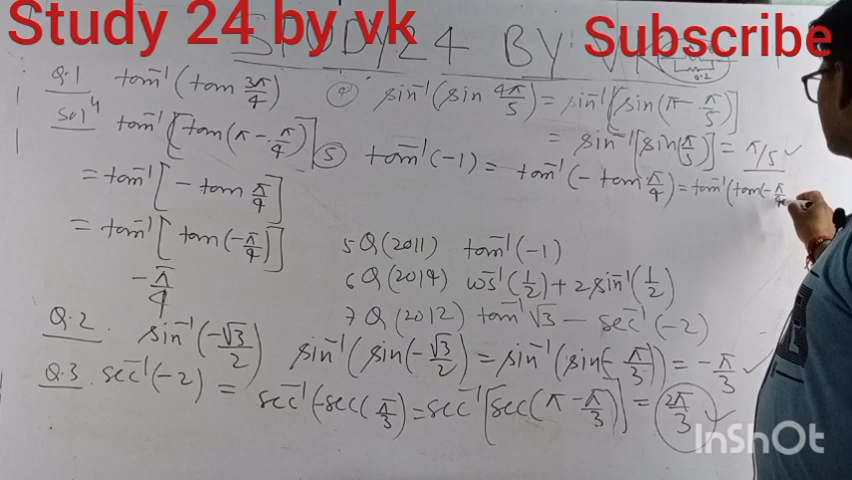 Study 24 by vk
Subscribe
STUDY 24 BY VK
Q.1 tan⁻¹(tan 3π/4)
Solⁿ tan⁻¹[tan(π - π/4)]
= tan⁻¹[- tan π/4]
= tan⁻¹[tan(-π/4)]
-π/4
④ sin⁻¹(sin 4π/5) = sin⁻¹[sin(π - π/5)]
= sin⁻¹[sin(π/5)] = π/5 ✓
⑤ tan⁻¹(-1) = tan⁻¹(-tan π/4) = tan⁻¹(tan(-π/4
5Q (2011) tan⁻¹(-1)
6Q (2014) cos⁻¹(1/2) + 2sin⁻¹(1/2)
7Q (2012) tan⁻¹√3 - sec⁻¹(-2)
Q.2 sin⁻¹(-√3/2) sin⁻¹(sin(-√3/2) = sin⁻¹(sin(-π/3)) = -π/3 ✓
Q.3 sec⁻¹(-2) = sec⁻¹(-sec(π/3) = sec⁻¹[sec(π - π/3)] = 2π/3 ✓
InShOt